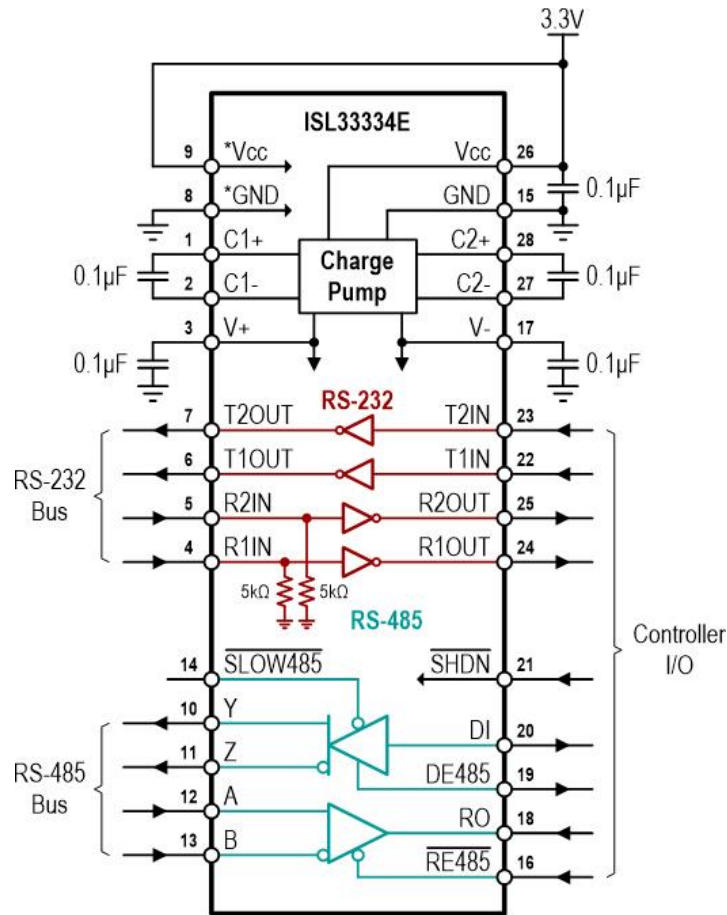 3.3V
ISL33334E
9 *Vcc Vcc 26
0.1µF
8 *GND GND 15
1 C1+ C2+ 28
0.1µF Charge Pump 0.1µF
2 C1- C2- 27
3 V+ V- 17
0.1µF 0.1µF
RS-232
7 T2OUT T2IN 23
6 T1OUT T1IN 22
RS-232
Bus
5 R2IN R2OUT 25
4 R1IN R1OUT 24
5kΩ 5kΩ
RS-485
Controller
I/O
14 SLOW485 SHDN 21
10 Y DI 20
11 Z DE485 19
RS-485
Bus
12 A RO 18
13 B RE485 16